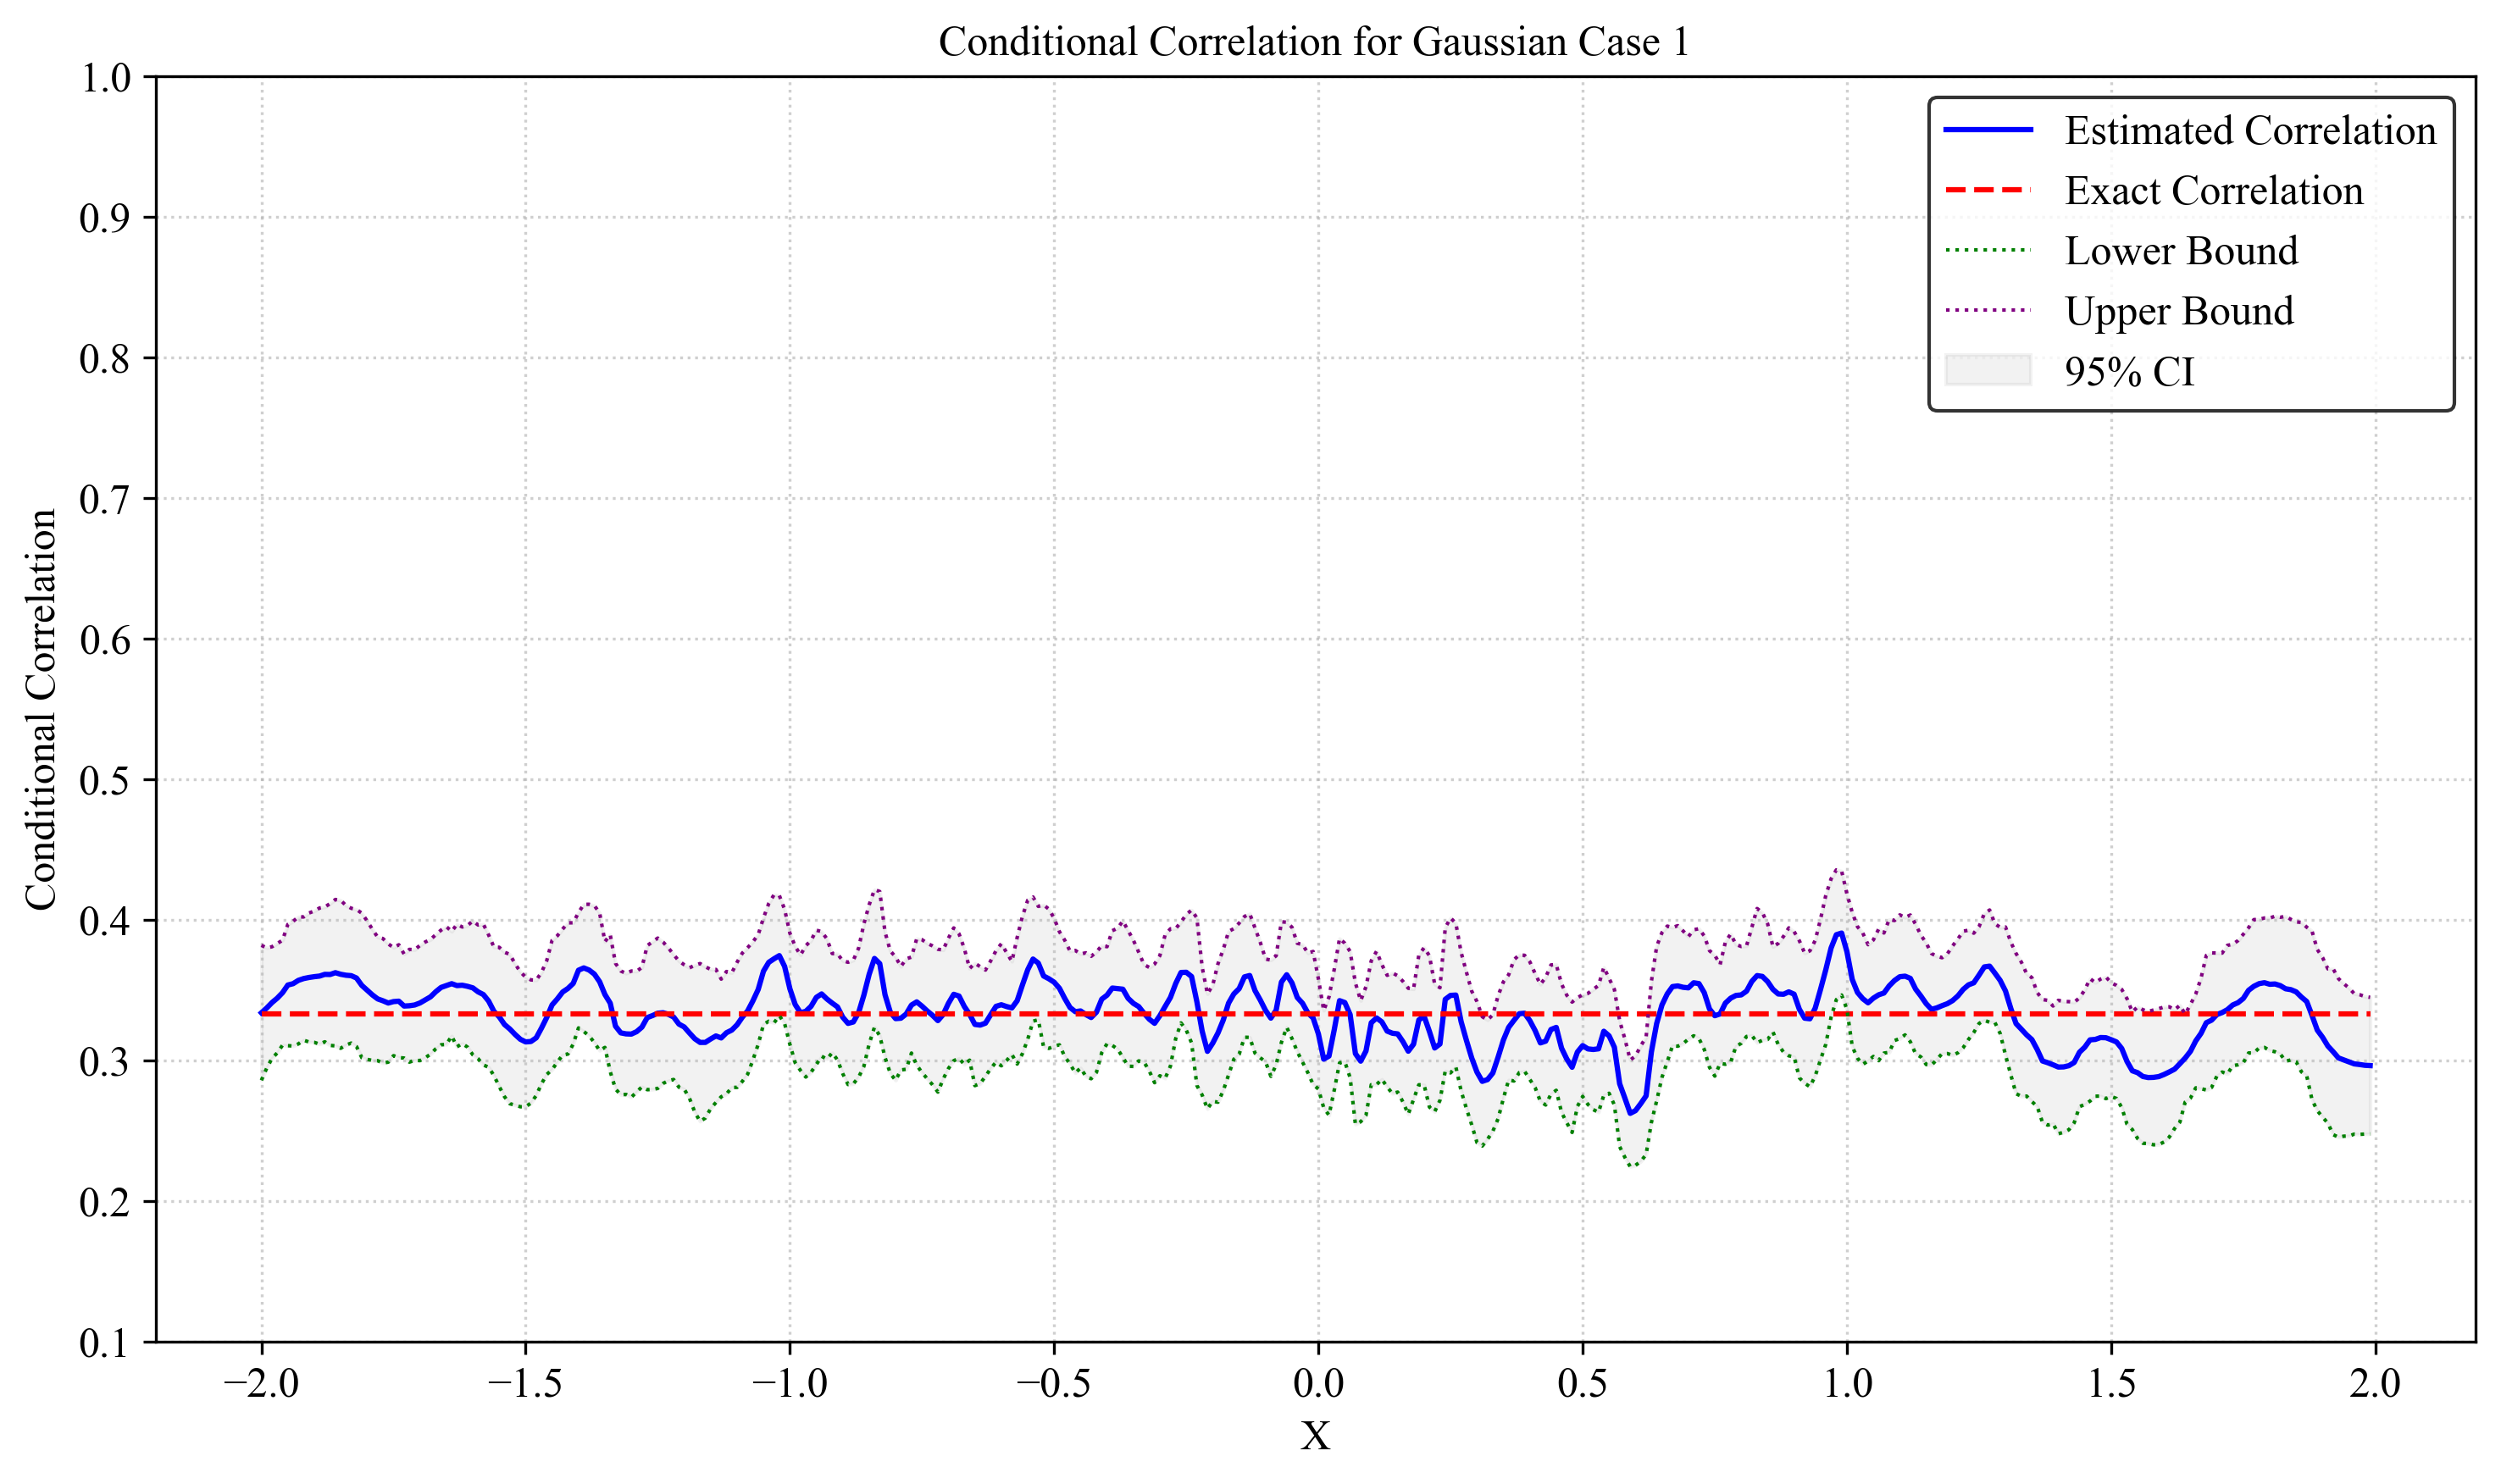 Conditional Correlation for Gaussian Case 1
1.0
0.9
0.8
0.7
0.6
0.5
0.4
0.3
0.2
0.1
Conditional Correlation
Estimated Correlation
Exact Correlation
Lower Bound
Upper Bound
95% CI
−2.0 −1.5 −1.0 −0.5 0.0 0.5 1.0 1.5 2.0
X